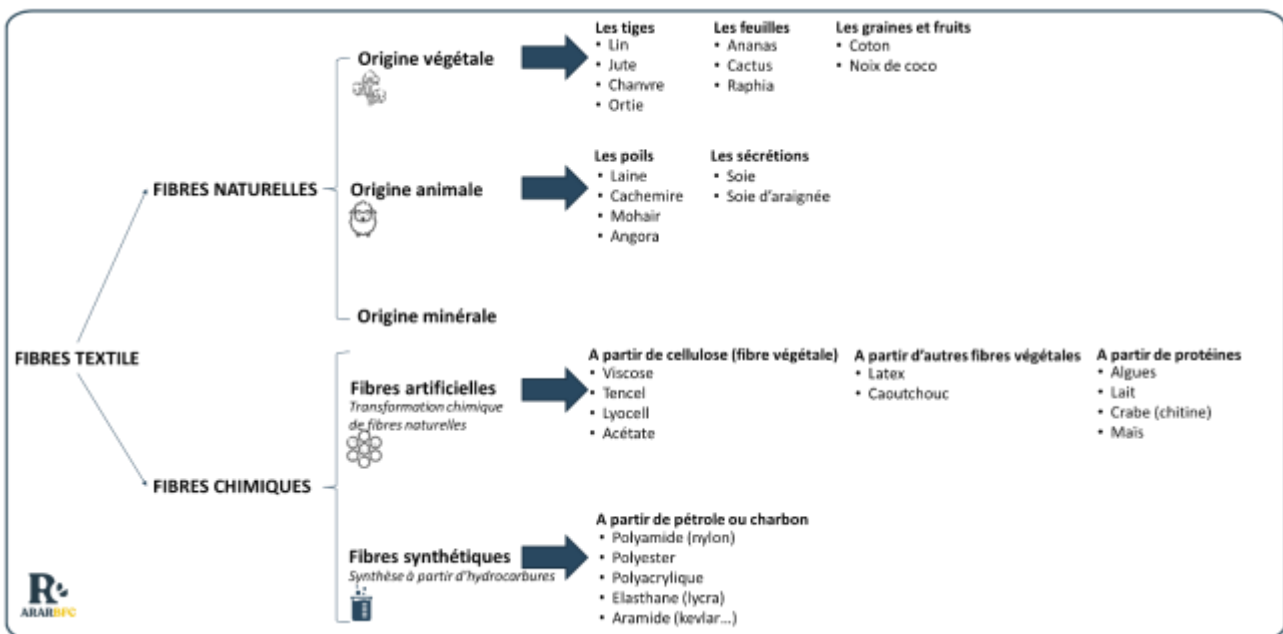 FIBRES TEXTILE
FIBRES NATURELLES
Origine végétale
Les tiges
• Lin
• Jute
• Chanvre
• Ortie
Les feuilles
• Ananas
• Cactus
• Raphia
Les graines et fruits
• Coton
• Noix de coco
Origine animale
Les poils
• Laine
• Cachemire
• Mohair
• Angora
Les sécrétions
• Soie
• Soie d'araignée
Origine minérale
FIBRES CHIMIQUES
Fibres artificielles
Transformation chimique
de fibres naturelles
A partir de cellulose (fibre végétale)
• Viscose
• Tencel
• Lyocell
• Acétate
A partir d'autres fibres végétales
• Latex
• Caoutchouc
A partir de protéines
• Algues
• Lait
• Crabe (chitine)
• Maïs
Fibres synthétiques
Synthèse à partir d'hydrocarbures
A partir de pétrole ou charbon
• Polyamide (nylon)
• Polyester
• Polyacrylique
• Elasthane (lycra)
• Aramide (kevlar...)
R
ARARBFC